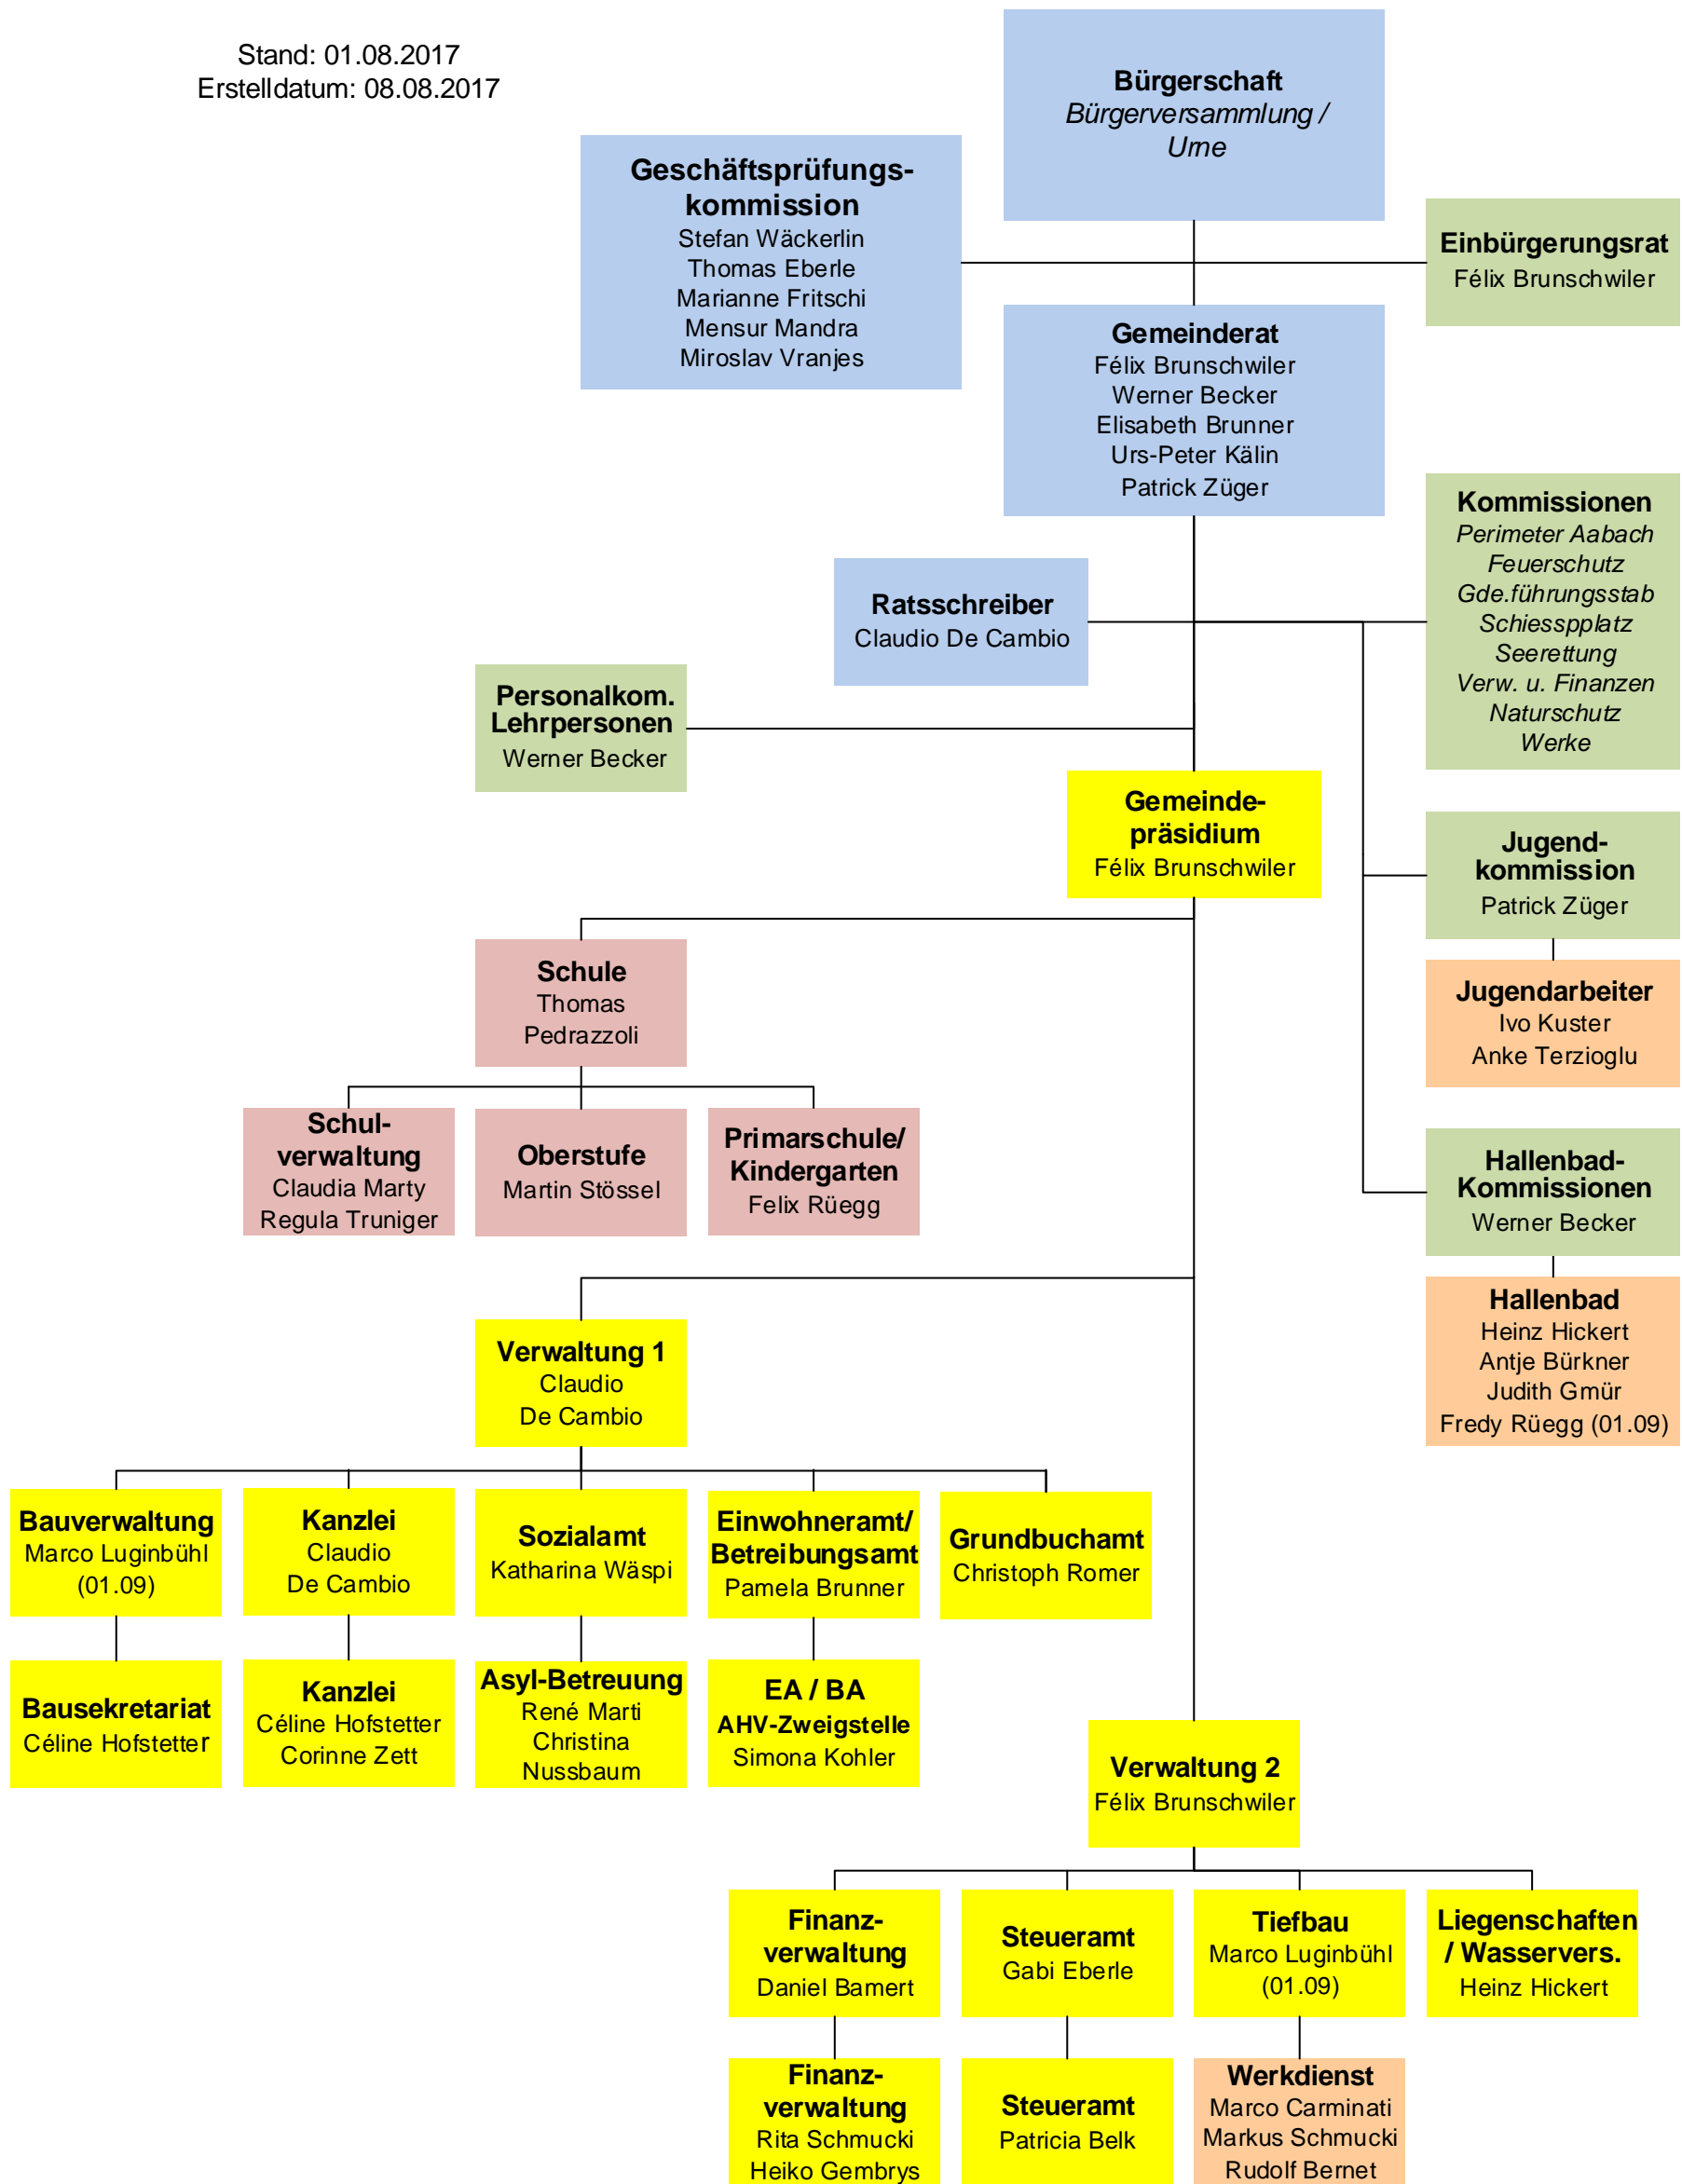 Stand: 01.08.2017
Erstelldatum: 08.08.2017
Bürgerschaft
Bürgerversammlung /
Urne
Geschäftsprüfungs-
kommission
Stefan Wäckerlin
Thomas Eberle
Marianne Fritschi
Mensur Mandra
Miroslav Vranjes
Einbürgerungsrat
Félix Brunschwiler
Gemeinderat
Félix Brunschwiler
Werner Becker
Elisabeth Brunner
Urs-Peter Kälin
Patrick Züger
Kommissionen
Perimeter Aabach
Feuerschutz
Gde.führungsstab
Schiesspplatz
Seerettung
Verw. u. Finanzen
Naturschutz
Werke
Ratsschreiber
Claudio De Cambio
Personalkom.
Lehrpersonen
Werner Becker
Gemeinde-
präsidium
Félix Brunschwiler
Jugend-
kommission
Patrick Züger
Jugendarbeiter
Ivo Kuster
Anke Terzioglu
Schule
Thomas
Pedrazzoli
Schul-
verwaltung
Claudia Marty
Regula Truniger
Oberstufe
Martin Stössel
Primarschule/
Kindergarten
Felix Rüegg
Hallenbad-
Kommissionen
Werner Becker
Hallenbad
Heinz Hickert
Antje Bürkner
Judith Gmür
Fredy Rüegg (01.09)
Verwaltung 1
Claudio
De Cambio
Bauverwaltung
Marco Luginbühl
(01.09)
Kanzlei
Claudio
De Cambio
Sozialamt
Katharina Wäspi
Einwohneramt/
Betreibungsamt
Pamela Brunner
Grundbuchamt
Christoph Romer
Bausekretariat
Céline Hofstetter
Kanzlei
Céline Hofstetter
Corinne Zett
Asyl-Betreuung
René Marti
Christina
Nussbaum
EA / BA
AHV-Zweigstelle
Simona Kohler
Verwaltung 2
Félix Brunschwiler
Finanz-
verwaltung
Daniel Bamert
Steueramt
Gabi Eberle
Tiefbau
Marco Luginbühl
(01.09)
Liegenschaften
/ Wasservers.
Heinz Hickert
Finanz-
verwaltung
Rita Schmucki
Heiko Gembrys
Steueramt
Patricia Belk
Werkdienst
Marco Carminati
Markus Schmucki
Rudolf Bernet